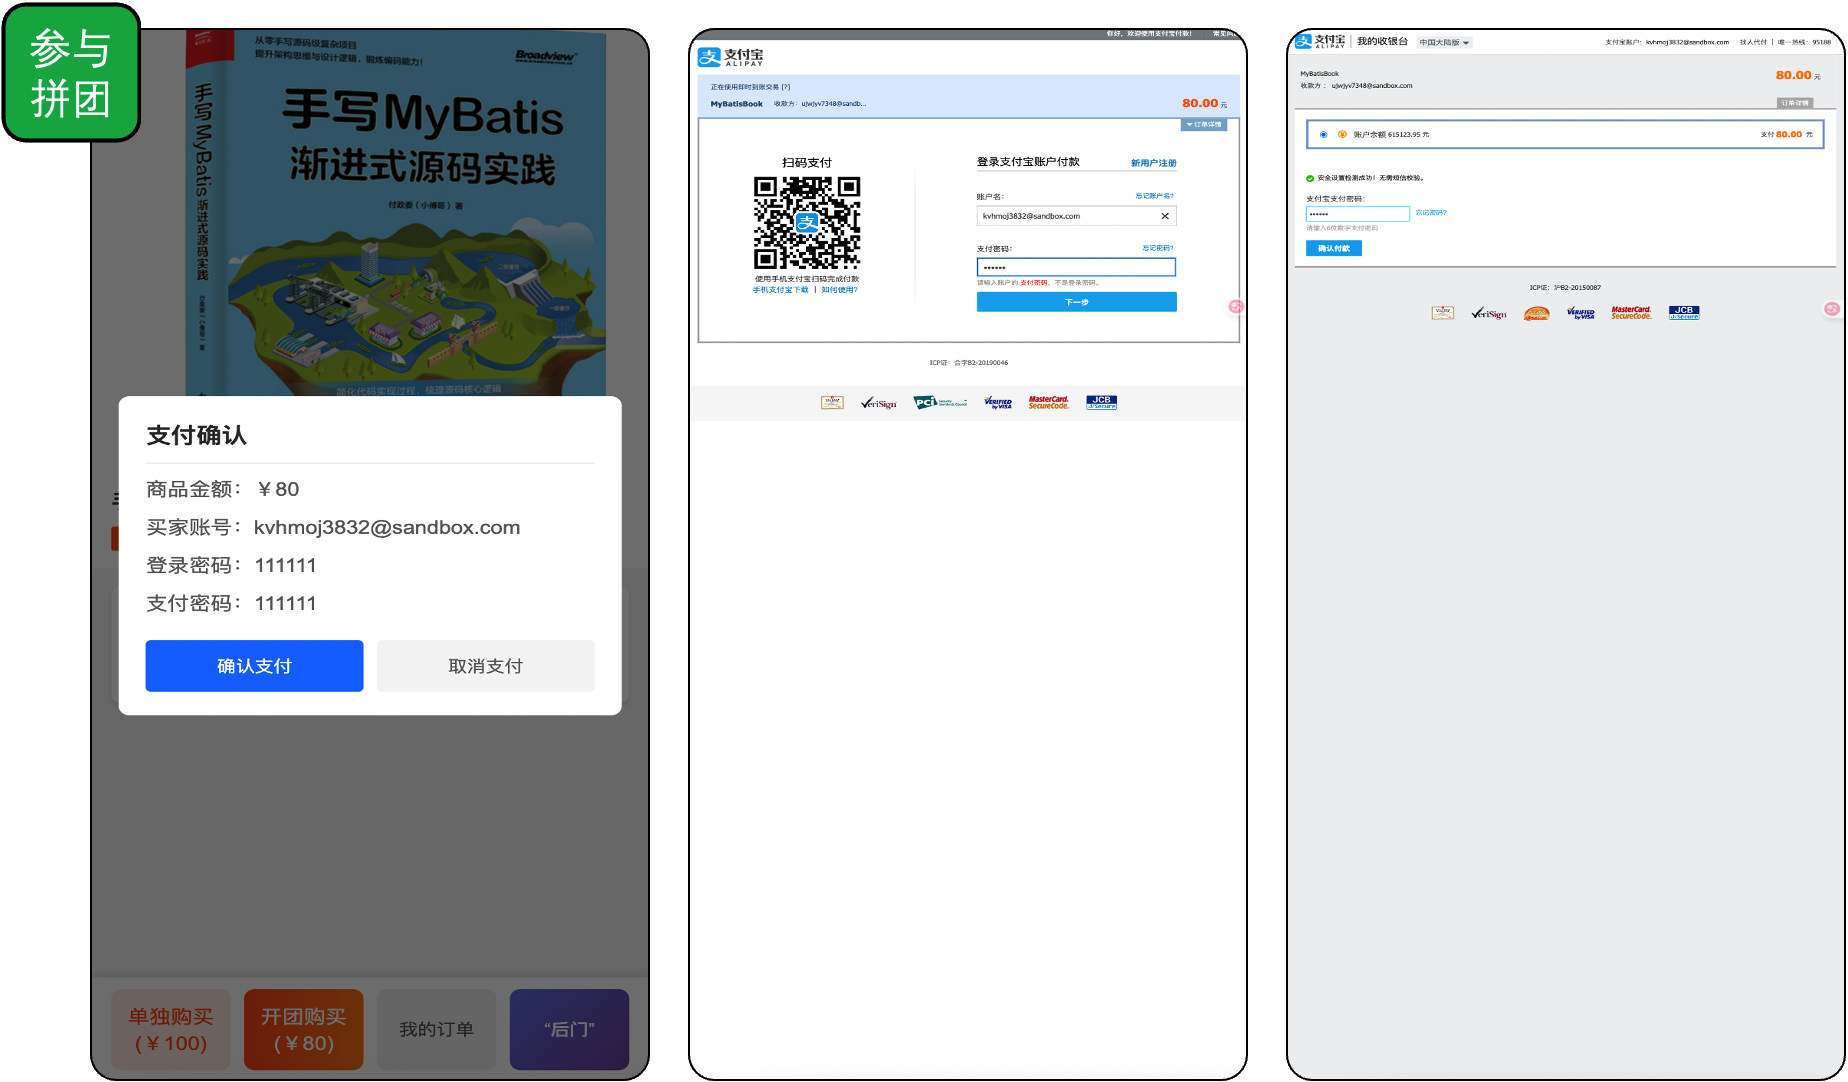 参与
拼团
从零手写源码级复杂项目
提升架构思维与设计逻辑，锻炼编码能力！
Broadview
www.broadview.com.cn
手写MyBatis
渐进式源码实践
付政委（小傅哥）著
手写MyBatis渐进式源码实践
付政委（小傅哥）著
简化代码实现过程，梳理源码核心逻辑
支付确认
商品金额：￥80
买家账号：kvhmoj3832@sandbox.com
登录密码：111111
支付密码：111111
确认支付
取消支付
单独购买
(￥100)
开团购买
(￥80)
我的订单
“后门”
你好，欢迎使用支付宝付款！
支付宝
ALIPAY
正在使用即时到账交易 [?]
MyBatisBook 收款方：ujwjyv7348@sandb...
80.00 元
订单详情
扫码支付
支
使用手机支付宝扫码完成付款
手机支付宝下载 | 如何使用?
登录支付宝账户付款
新用户注册
账户名：
忘记账户名?
kvhmoj3832@sandbox.com
支付密码：
忘记密码?
••••••
请输入账户的 支付密码，不是登录密码。
下一步
ICP证：合字B2-20190046
VeriSign
PCI Security Standards Council
VERIFIED by VISA
MasterCard. SecureCode.
JCB J/Secure
支付宝
ALIPAY
我的收银台
中国大陆版
支付宝账户：kvhmoj3832@sandbox.com 找人代付 | 唯一热线：95188
MyBatisBook
收款方： ujwjyv7348@sandbox.com
80.00 元
订单详情
账户余额 615123.95 元
支付 80.00 元
安全设置检测成功！无需短信校验。
支付宝支付密码：
••••••
忘记密码?
请输入6位数字支付密码
确认付款
ICP证：沪B2-20150087
VeriSign
VERIFIED by VISA
MasterCard. SecureCode.
JCB J/Secure